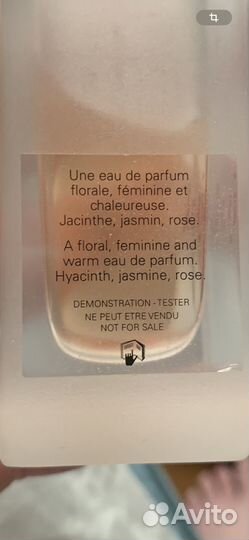 Une eau de parfum
florale, féminine et
chaleureuse.
Jacinthe, jasmin, rose.
A floral, feminine and
warm eau de parfum.
Hyacinth, jasmine, rose.
DEMONSTRATION - TESTER
NE PEUT ETRE VENDU
NOT FOR SALE
Avito